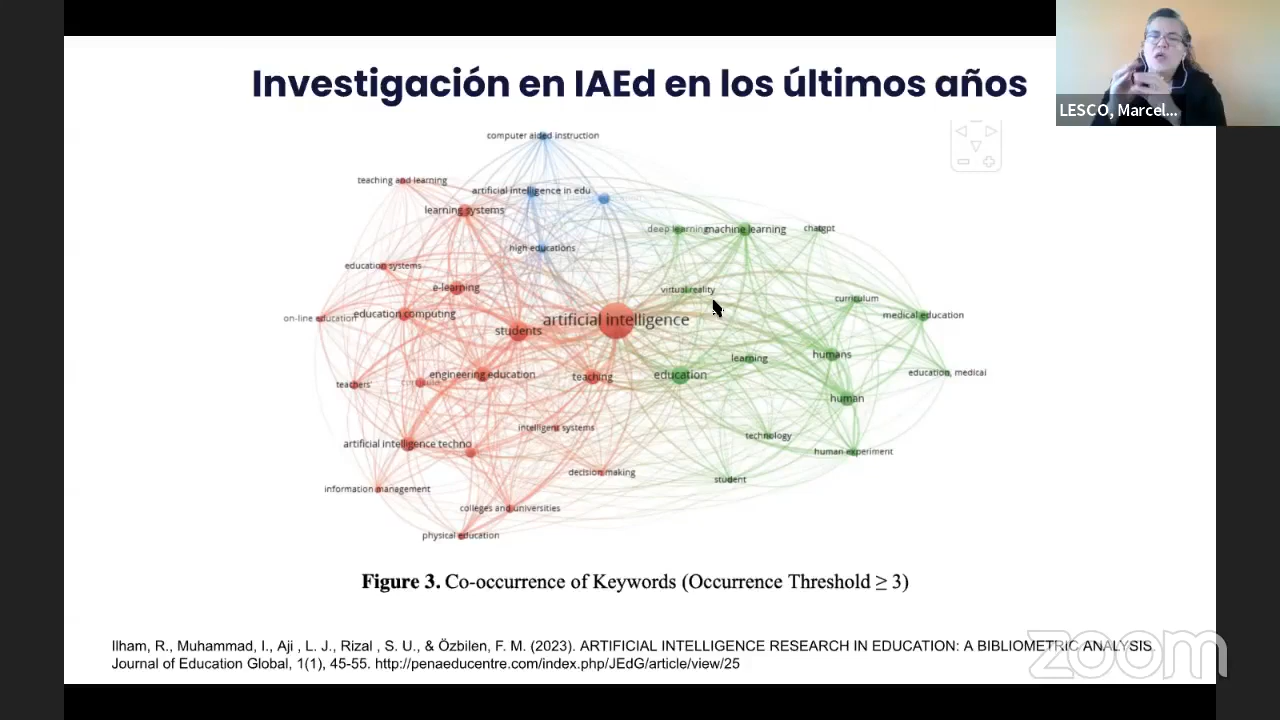 Investigación en IAEd en los últimos años
LESCO, Marcel...
computer aided instruction
teaching and learning
artificial intelligence in edu
learning systems
deep learning
machine learning
chatgpt
high educations
education systems
e-learning
virtual reality
curriculum
on-line education
education computing
artificial intelligence
medical education
students
learning
humans
engineering education
teaching
education
education, medical
teachers'
human
intelligent systems
technology
artificial intelligence techno
human experiment
decision making
student
information management
colleges and universities
physical education
Figure 3. Co-occurrence of Keywords (Occurrence Threshold ≥ 3)
Ilham, R., Muhammad, I., Aji , L. J., Rizal , S. U., & Özbilen, F. M. (2023). ARTIFICIAL INTELLIGENCE RESEARCH IN EDUCATION: A BIBLIOMETRIC ANALYSIS.
Journal of Education Global, 1(1), 45-55. http://penaeducentre.com/index.php/JEdG/article/view/25
zoom